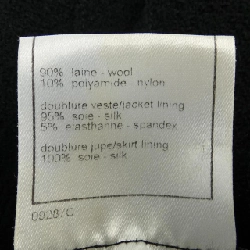 90% laine - wool
10% polyamide - nylon
doublure veste/jacket lining
95% soie - silk
5% elasthanne - spandex
doublure jupe/skirt lining
100% soie - silk